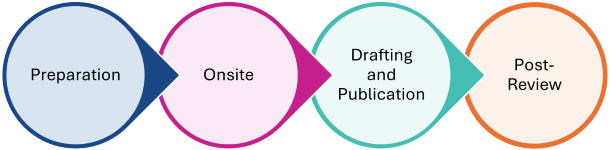 Preparation
Onsite
Drafting
and
Publication
Post-
Review